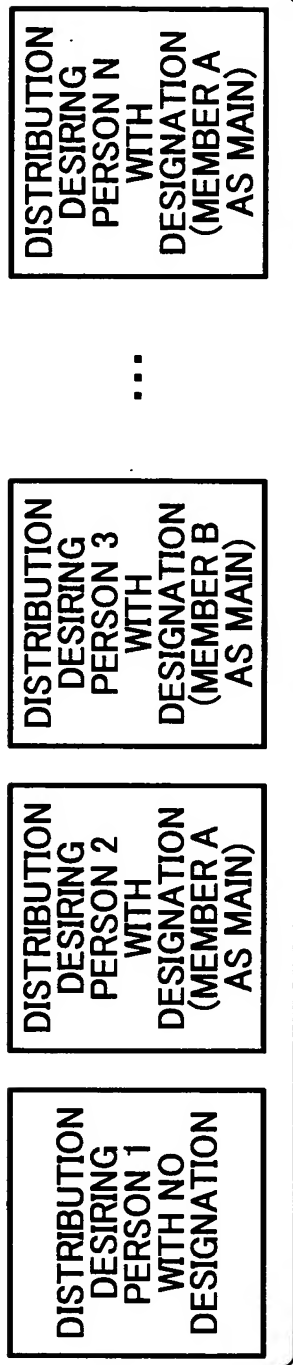 DISTRIBUTION
DESIRING
PERSON 1
WITH NO
DESIGNATION
DISTRIBUTION
DESIRING
PERSON 2
WITH
DESIGNATION
(MEMBER A
AS MAIN)
DISTRIBUTION
DESIRING
PERSON 3
WITH
DESIGNATION
(MEMBER B
AS MAIN)
...
DISTRIBUTION
DESIRING
PERSON N
WITH
DESIGNATION
(MEMBER A
AS MAIN)